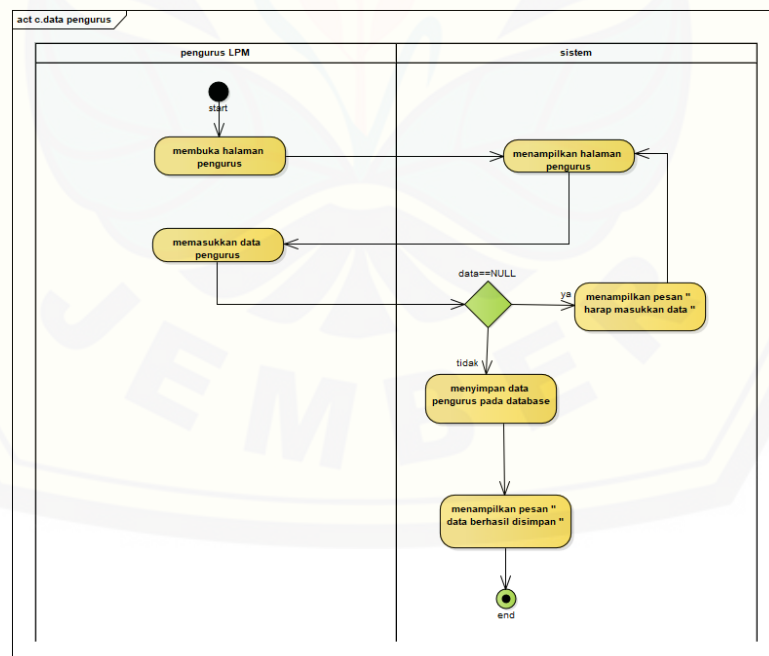 act c.data pengurus
pengurus LPM
sistem
start
membuka halaman
pengurus
menampilkan halaman
pengurus
memasukkan data
pengurus
data==NULL
ya
menampilkan pesan "
harap masukkan data "
tidak
menyimpan data
pengurus pada database
menampilkan pesan "
data berhasil disimpan "
end
JEMBER